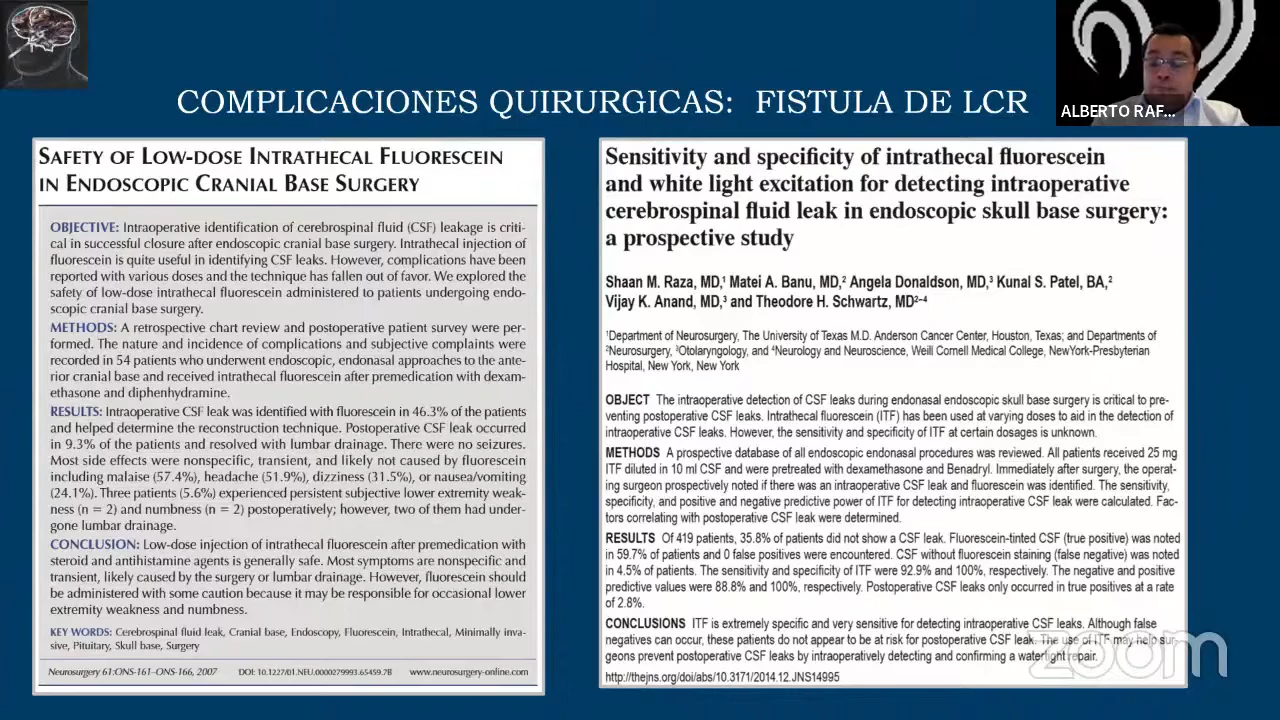 COMPLICACIONES QUIRURGICAS:  FISTULA DE LCR
ALBERTO RAF...
SAFETY OF LOW-DOSE INTRATHECAL FLUORESCEIN
IN ENDOSCOPIC CRANIAL BASE SURGERY
OBJECTIVE: Intraoperative identification of cerebrospinal fluid (CSF) leakage is criti-
cal in successful closure after endoscopic cranial base surgery. Intrathecal injection of
fluorescein is quite useful in identifying CSF leaks. However, complications have been
reported with various doses and the technique has fallen out of favor. We explored the
safety of low-dose intrathecal fluorescein administered to patients undergoing endo-
scopic cranial base surgery.
METHODS: A retrospective chart review and postoperative patient survey were per-
formed. The nature and incidence of complications and subjective complaints were
recorded in 54 patients who underwent endoscopic, endonasal approaches to the ante-
rior cranial base and received intrathecal fluorescein after premedication with dexam-
ethasone and diphenhydramine.
RESULTS: Intraoperative CSF leak was identified with fluorescein in 46.3% of the patients
and helped determine the reconstruction technique. Postoperative CSF leak occurred
in 9.3% of the patients and resolved with lumbar drainage. There were no seizures.
Most side effects were nonspecific, transient, and likely not caused by fluorescein
including malaise (57.4%), headache (51.9%), dizziness (31.5%), or nausea/vomiting
(24.1%). Three patients (5.6%) experienced persistent subjective lower extremity weak-
ness (n = 2) and numbness (n = 2) postoperatively; however, two of them had under-
gone lumbar drainage.
CONCLUSION: Low-dose injection of intrathecal fluorescein after premedication with
steroid and antihistamine agents is generally safe. Most symptoms are nonspecific and
transient, likely caused by the surgery or lumbar drainage. However, fluorescein should
be administered with some caution because it may be responsible for occasional lower
extremity weakness and numbness.
KEY WORDS: Cerebrospinal fluid leak, Cranial base, Endoscopy, Fluorescein, Intrathecal, Minimally inva-
sive, Pituitary, Skull base, Surgery
Neurosurgery 61:ONS-161–ONS-166, 2007 DOI: 10.1227/01.NEU.0000279993.65459.7B www.neurosurgery-online.com
Sensitivity and specificity of intrathecal fluorescein
and white light excitation for detecting intraoperative
cerebrospinal fluid leak in endoscopic skull base surgery:
a prospective study
Shaan M. Raza, MD,1 Matei A. Banu, MD,2 Angela Donaldson, MD,3 Kunal S. Patel, BA,2
Vijay K. Anand, MD,3 and Theodore H. Schwartz, MD2–4
1Department of Neurosurgery, The University of Texas M.D. Anderson Cancer Center, Houston, Texas; and Departments of
2Neurosurgery, 3Otolaryngology, and 4Neurology and Neuroscience, Weill Cornell Medical College, NewYork-Presbyterian
Hospital, New York, New York
OBJECT The intraoperative detection of CSF leaks during endonasal endoscopic skull base surgery is critical to pre-
venting postoperative CSF leaks. Intrathecal fluorescein (ITF) has been used at varying doses to aid in the detection of
intraoperative CSF leaks. However, the sensitivity and specificity of ITF at certain dosages is unknown.
METHODS A prospective database of all endoscopic endonasal procedures was reviewed. All patients received 25 mg
ITF diluted in 10 ml CSF and were pretreated with dexamethasone and Benadryl. Immediately after surgery, the operat-
ing surgeon prospectively noted if there was an intraoperative CSF leak and fluorescein was identified. The sensitivity,
specificity, and positive and negative predictive power of ITF for detecting intraoperative CSF leak were calculated. Fac-
tors correlating with postoperative CSF leak were determined.
RESULTS Of 419 patients, 35.8% of patients did not show a CSF leak. Fluorescein-tinted CSF (true positive) was noted
in 59.7% of patients and 0 false positives were encountered. CSF without fluorescein staining (false negative) was noted
in 4.5% of patients. The sensitivity and specificity of ITF were 92.9% and 100%, respectively. The negative and positive
predictive values were 88.8% and 100%, respectively. Postoperative CSF leaks only occurred in true positives at a rate
of 2.8%.
CONCLUSIONS ITF is extremely specific and very sensitive for detecting intraoperative CSF leaks. Although false
negatives can occur, these patients do not appear to be at risk for postoperative CSF leak. The use of ITF may help sur-
geons prevent postoperative CSF leaks by intraoperatively detecting and confirming a watertight repair.
http://thejns.org/doi/abs/10.3171/2014.12.JNS14995
zoom